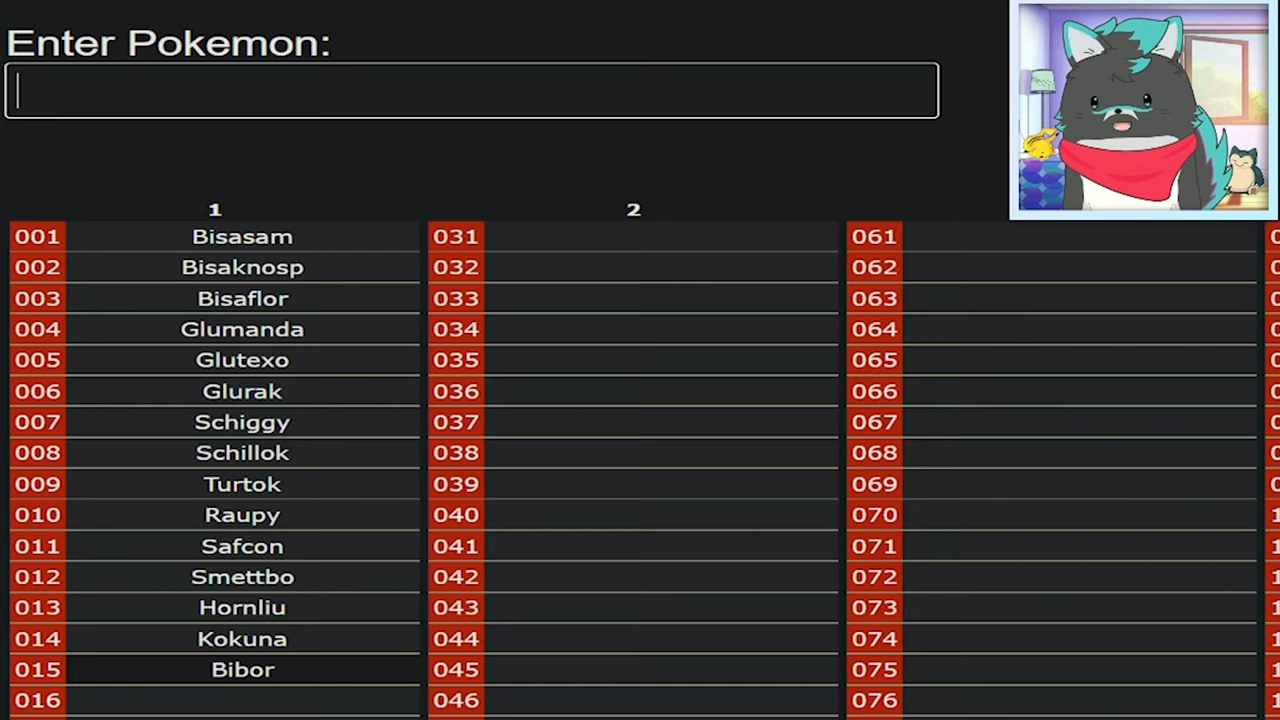 Enter Pokemon:
1 2
001 Bisasam 031 061
002 Bisaknosp 032 062
003 Bisaflor 033 063
004 Glumanda 034 064
005 Glutexo 035 065
006 Glurak 036 066
007 Schiggy 037 067
008 Schillok 038 068
009 Turtok 039 069
010 Raupy 040 070
011 Safcon 041 071
012 Smettbo 042 072
013 Hornliu 043 073
014 Kokuna 044 074
015 Bibor 045 075
016 046 076